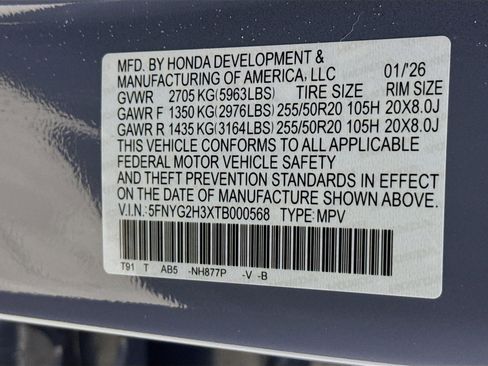 MFD. BY HONDA DEVELOPMENT &
MANUFACTURING OF AMERICA, LLC 01/'26
GVWR 2705 KG(5963LBS) TIRE SIZE RIM SIZE
GAWR F 1350 KG(2976LBS) 255/50R20 105H 20X8.0J
GAWR R 1435 KG(3164LBS) 255/50R20 105H 20X8.0J
THIS VEHICLE CONFORMS TO ALL APPLICABLE
FEDERAL MOTOR VEHICLE SAFETY
AND THEFT PREVENTION STANDARDS IN EFFECT
ON THE DATE OF MANUFACTURE SHOWN ABOVE.
V.I.N.: 5FNYG2H3XTB000568 TYPE: MPV
T91 T AB5 -NH877P -V -B